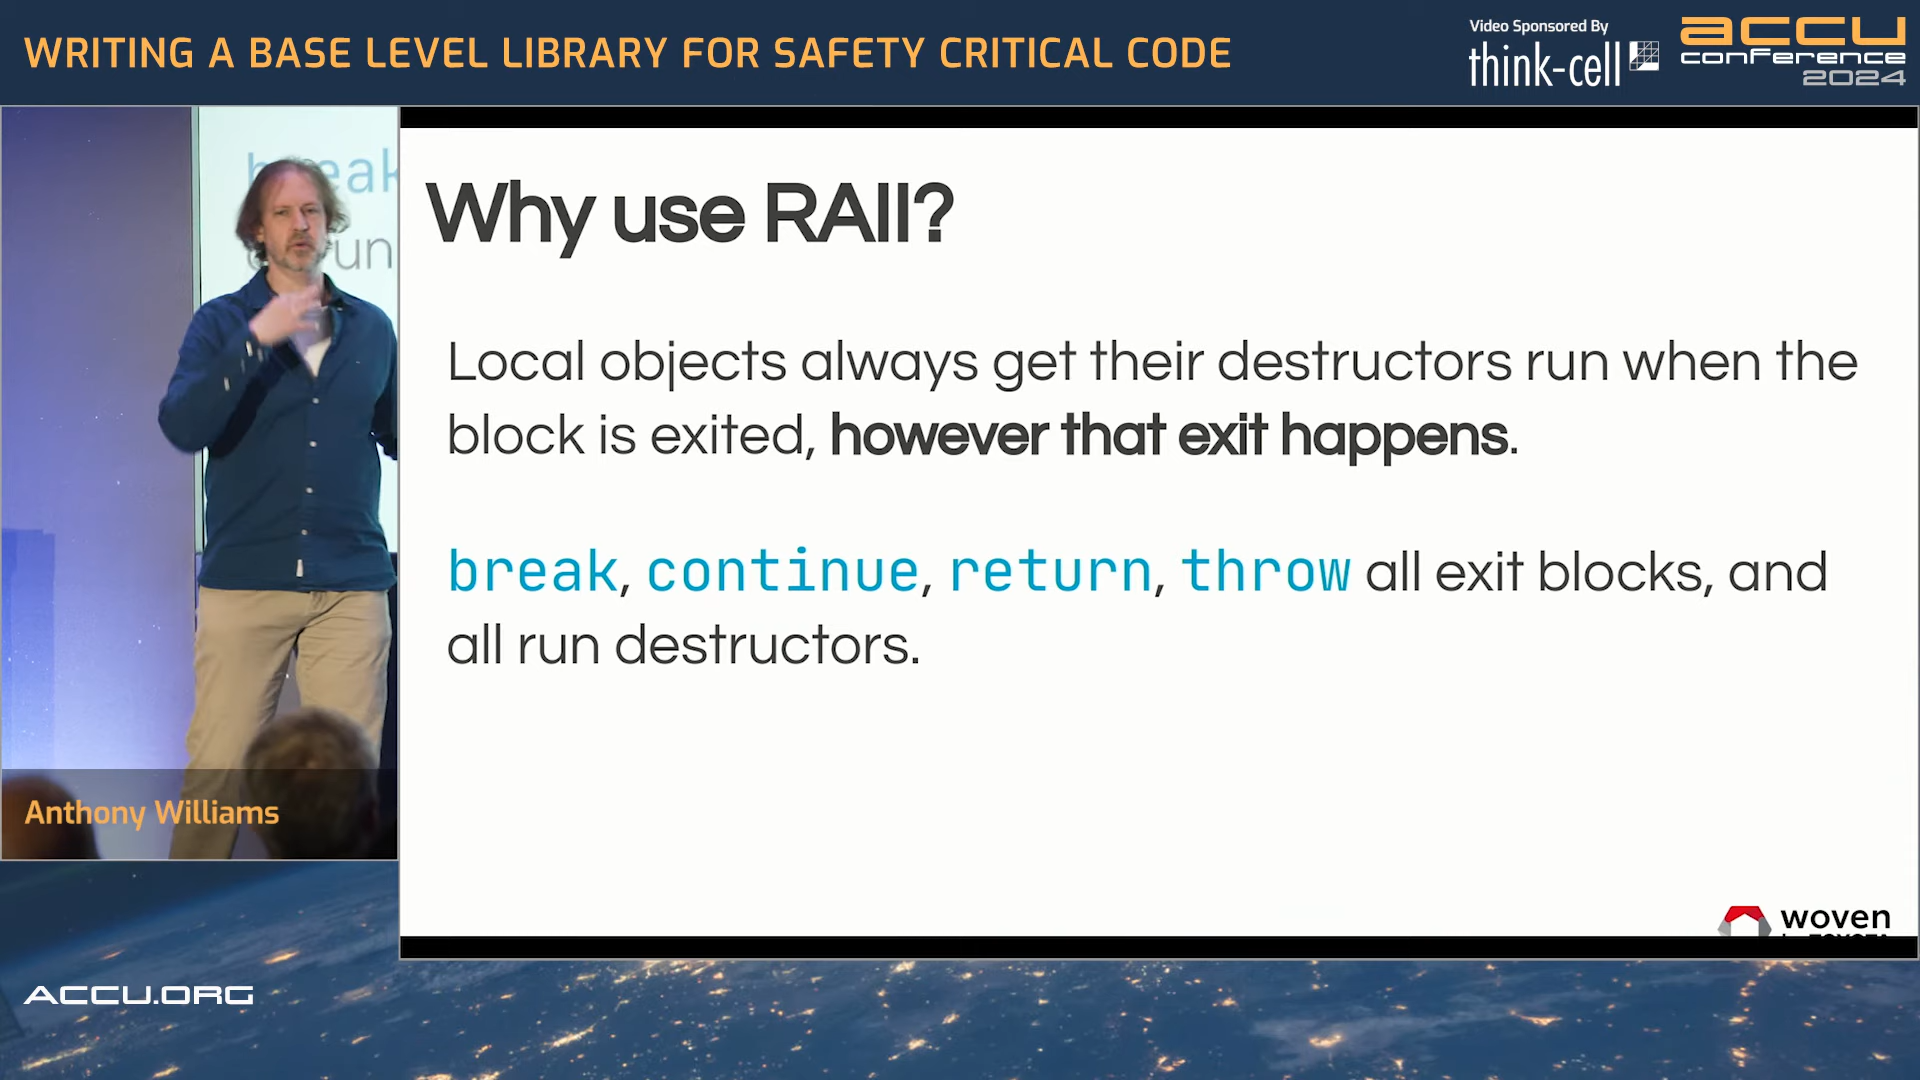 WRITING A BASE LEVEL LIBRARY FOR SAFETY CRITICAL CODE
Video Sponsored By
think-cell
accu
conference
2024
Why use RAII?
Local objects always get their destructors run when the
block is exited, however that exit happens.
break, continue, return, throw all exit blocks, and
all run destructors.
Anthony Williams
woven
ACCU.ORG